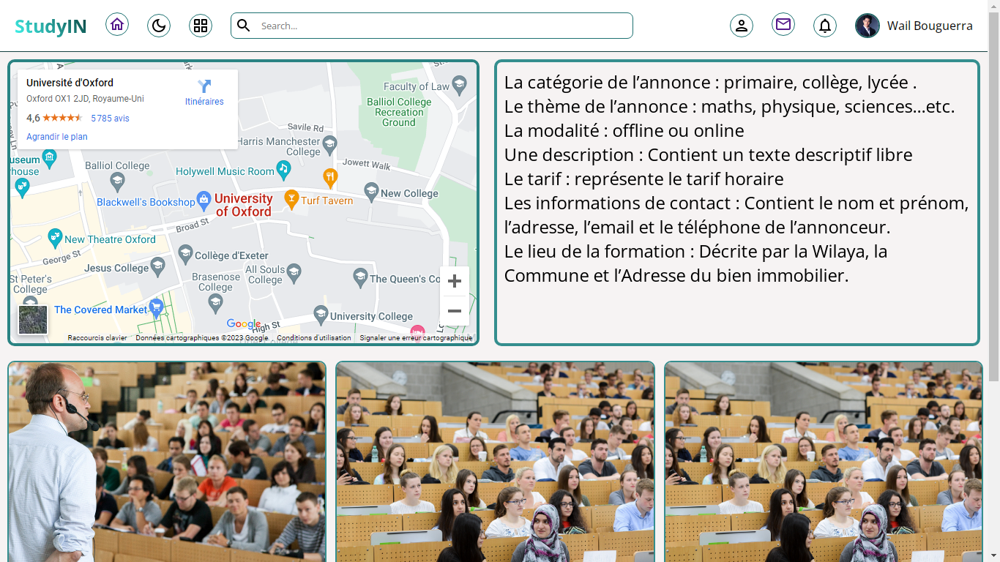 StudyIN
Search...
Wail Bouguerra
Université d'Oxford
Oxford OX1 2JD, Royaume-Uni
Itinéraires
4,6
5 785 avis
Agrandir le plan
Faculty of Law
Balliol College
Recreation
Ground
Savile Rd
Harris Manchester
College
Jowett Walk
useum
house
Balliol College
Holywell Music Room
Blackwell's Bookshop
University
of Oxford
Turf Tavern
New College
Broad St
New Theatre Oxford
George St
Collège d'Exeter
Jesus College
All Souls
College
Brasenose
College
The Queen's Co
St Peter's
College
The Covered Market
University College
High St
Google
Raccourcis clavier
Données cartographiques ©2023 Google
Conditions d'utilisation
Signaler une erreur cartographique
La catégorie de l’annonce : primaire, collège, lycée .
Le thème de l’annonce : maths, physique, sciences...etc.
La modalité : offline ou online
Une description : Contient un texte descriptif libre
Le tarif : représente le tarif horaire
Les informations de contact : Contient le nom et prénom,
l’adresse, l’email et le téléphone de l’annonceur.
Le lieu de la formation : Décrite par la Wilaya, la
Commune et l’Adresse du bien immobilier.